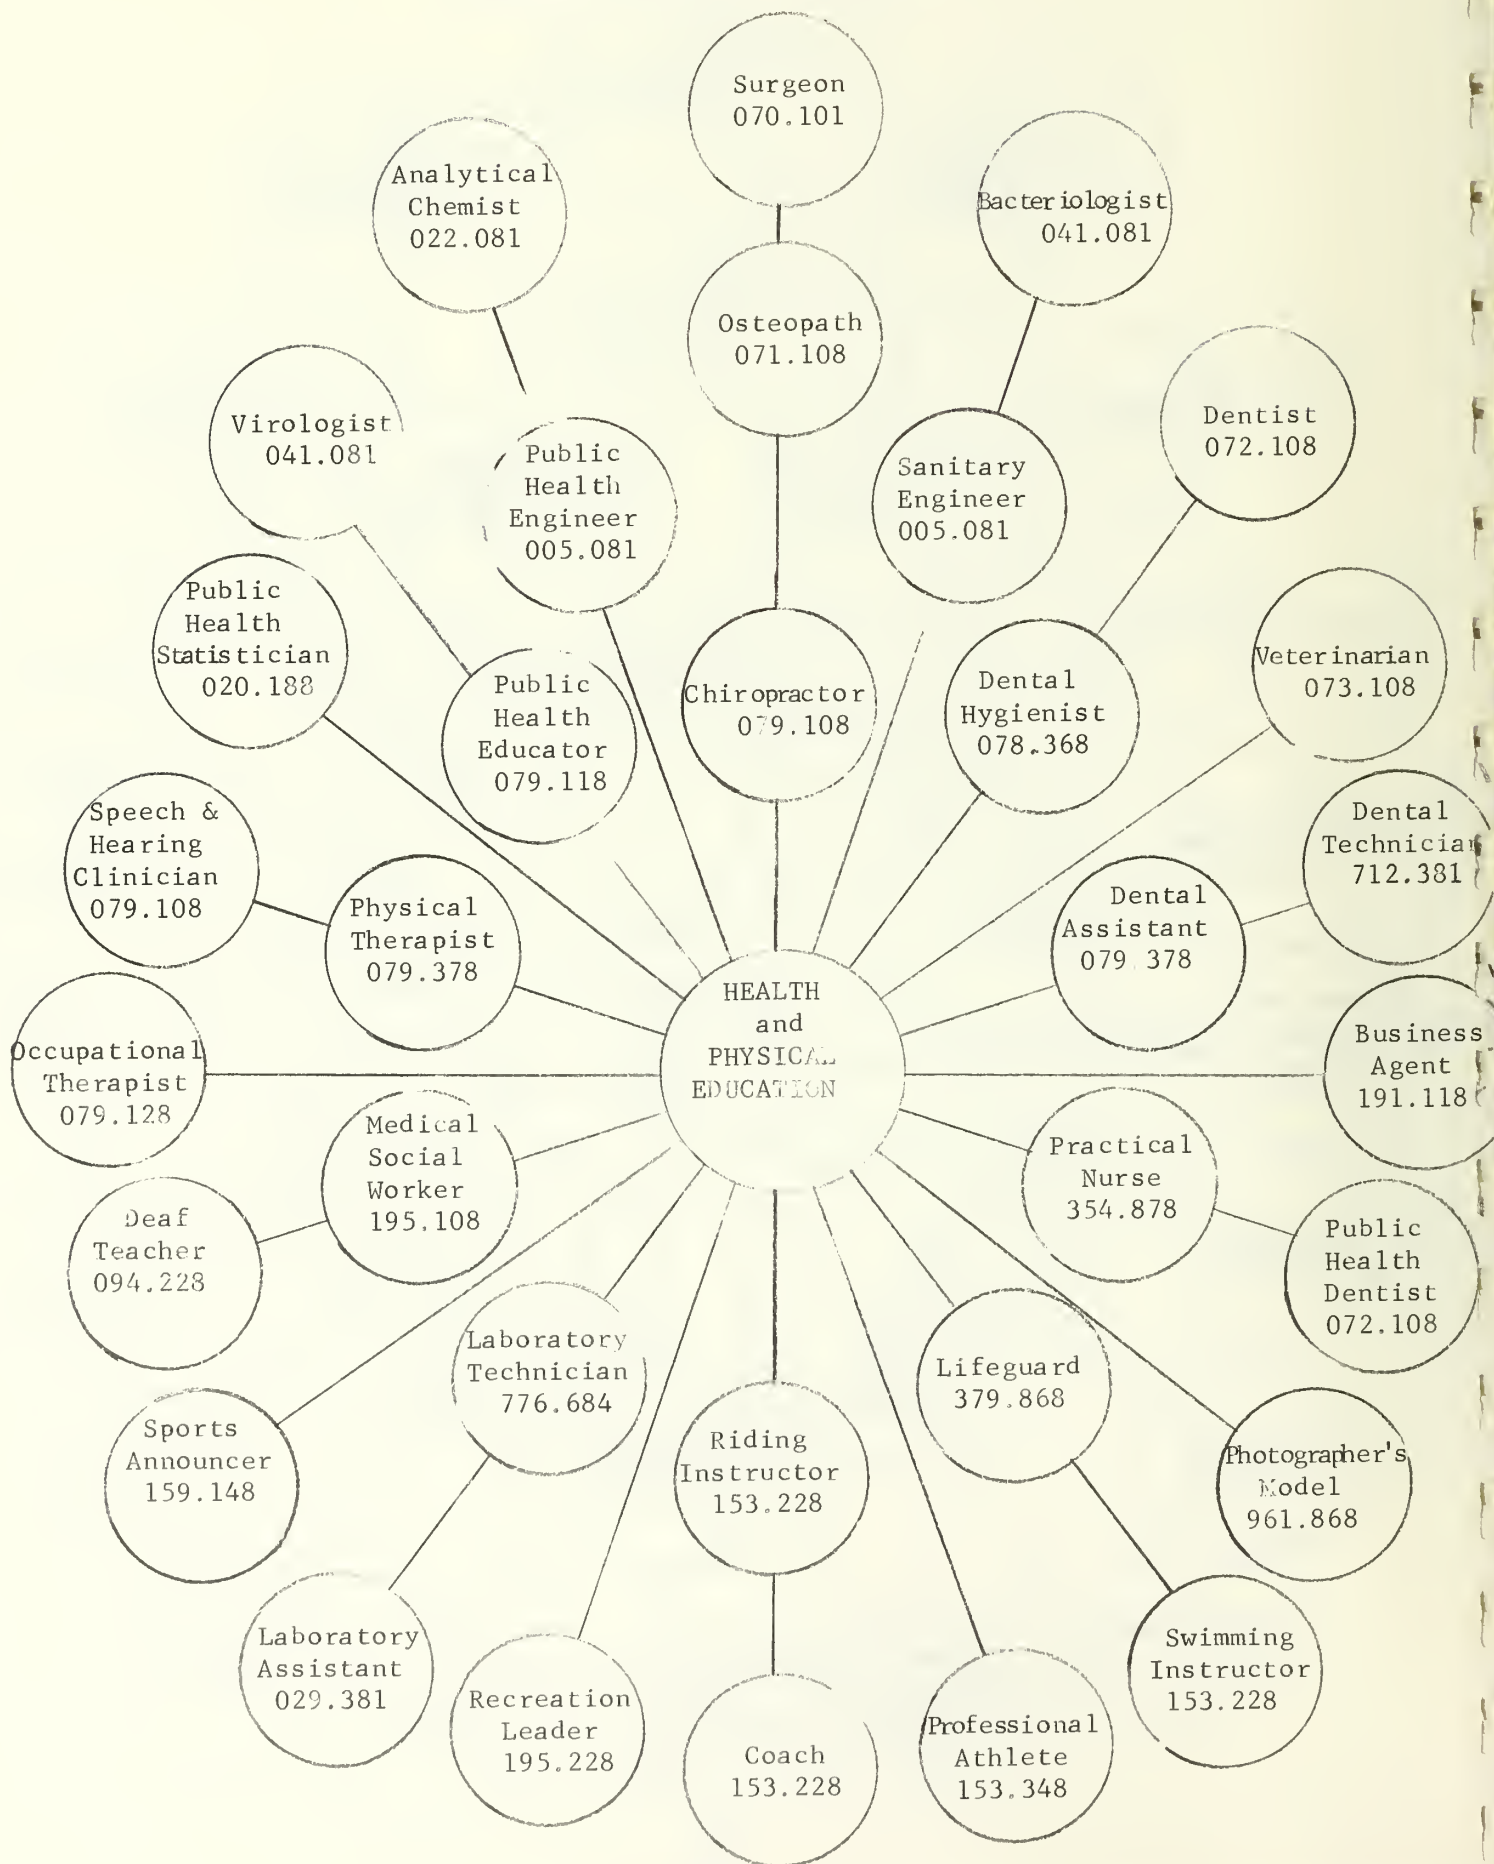 Surgeon
070.101
Analytical
Chemist
022.081
Bacteriologist
041.081
Osteopath
071.108
Virologist
041.081
Public
Health
Engineer
005.081
Sanitary
Engineer
005.081
Dentist
072.108
Public
Health
Statistician
020.188
Public
Health
Educator
079.118
Chiropractor
079.108
Dental
Hygienist
078.368
Veterinarian
073.108
Speech &
Hearing
Clinician
079.108
Physical
Therapist
079.378
Dental
Assistant
079 378
Dental
Technician
712.381
HEALTH
and
PHYSICAL
EDUCATION
Occupational
Therapist
079.128
Business
Agent
191.118
Medical
Social
Worker
195.108
Practical
Nurse
354.878
Deaf
Teacher
094.228
Public
Health
Dentist
072.108
Laboratory
Technician
776.684
Lifeguard
379.868
Sports
Announcer
159.148
Riding
Instructor
153.228
Photographer's
Model
961.868
Laboratory
Assistant
029.381
Swimming
Instructor
153.228
Recreation
Leader
195.228
Coach
153.228
Professional
Athlete
153.348